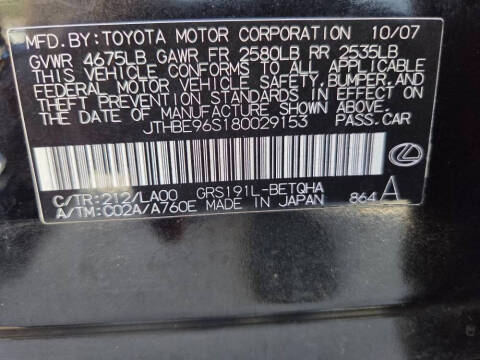 MFD.BY:TOYOTA MOTOR CORPORATION 10/07
GVWR 4675LB GAWR FR 2580LB RR 2535LB
THIS VEHICLE CONFORMS TO ALL APPLICABLE
FEDERAL MOTOR VEHICLE SAFETY, BUMPER, AND
THEFT PREVENTION STANDARDS IN EFFECT ON
THE DATE OF MANUFACTURE SHOWN ABOVE.
JTHBE96S180029153 PASS.CAR
C/TR:212/LA00 GRS191L-BETQHA
A/TM:C02A/A760E MADE IN JAPAN 864 A